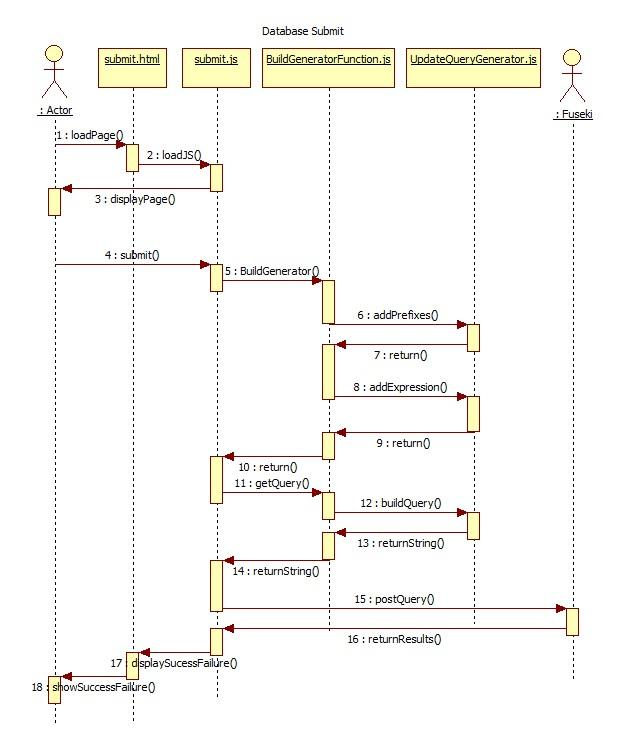 Database Submit
submit.html
submit.js
BuildGeneratorFunction.js
UpdateQueryGenerator.js
: Actor
: Fuseki
1 : loadPage()
2 : loadJS()
3 : displayPage()
4 : submit()
5 : BuildGenerator()
6 : addPrefixes()
7 : return()
8 : addExpression()
9 : return()
10 : return()
11 : getQuery()
12 : buildQuery()
13 : returnString()
14 : returnString()
15 : postQuery()
16 : returnResults()
17 : displaySucessFailure()
18 : showSuccessFailure()